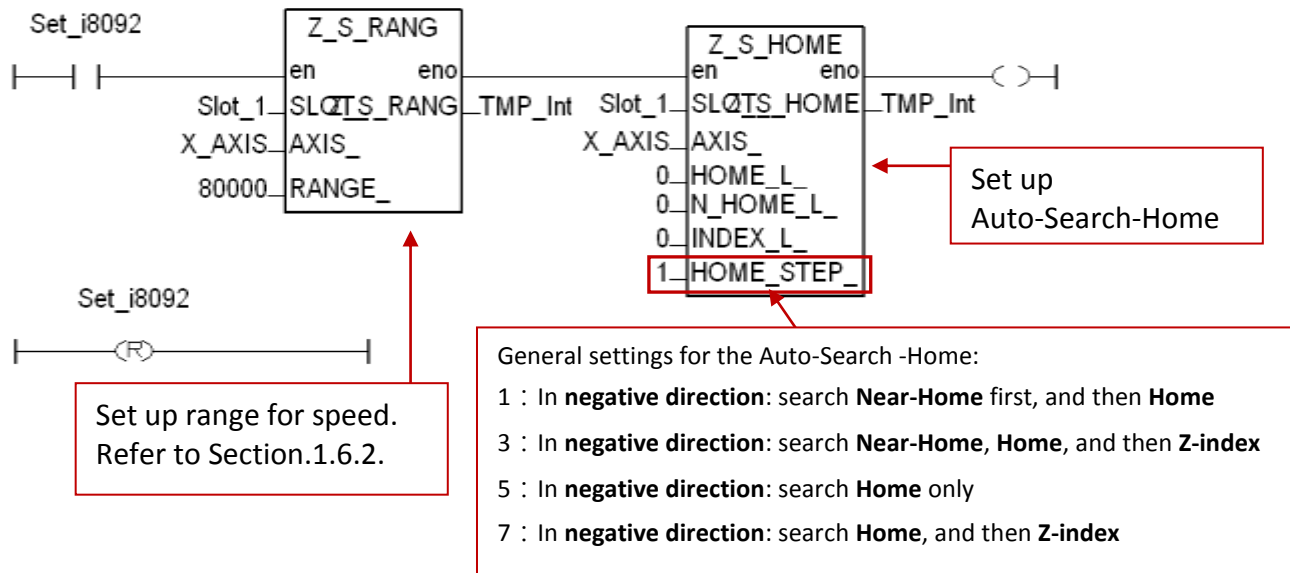 Set_i8092
Z_S_RANG
en eno
Slot_1 SLOT_ Z_S_RANG TMP_Int
X_AXIS AXIS_
80000 RANGE_
Z_S_HOME
en eno
Slot_1 SLOT_ Z_S_HOME TMP_Int
X_AXIS AXIS_
0 HOME_L_
0 N_HOME_L_
0 INDEX_L_
1 HOME_STEP_
Set up
Auto-Search-Home
Set_i8092
(R)
Set up range for speed.
Refer to Section.1.6.2.
General settings for the Auto-Search -Home:
1：In negative direction: search Near-Home first, and then Home
3：In negative direction: search Near-Home, Home, and then Z-index
5：In negative direction: search Home only
7：In negative direction: search Home, and then Z-index